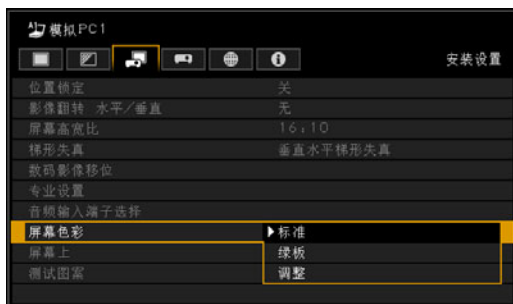 模拟PC1
安装设置
位置锁定 关
影像翻转 水平/垂直 无
屏幕高宽比 16:10
梯形失真 垂直水平梯形失真
数码影像移位
专业设置
音频输入端子选择
屏幕色彩 ▶标准
绿板
屏幕上
调整
测试图案